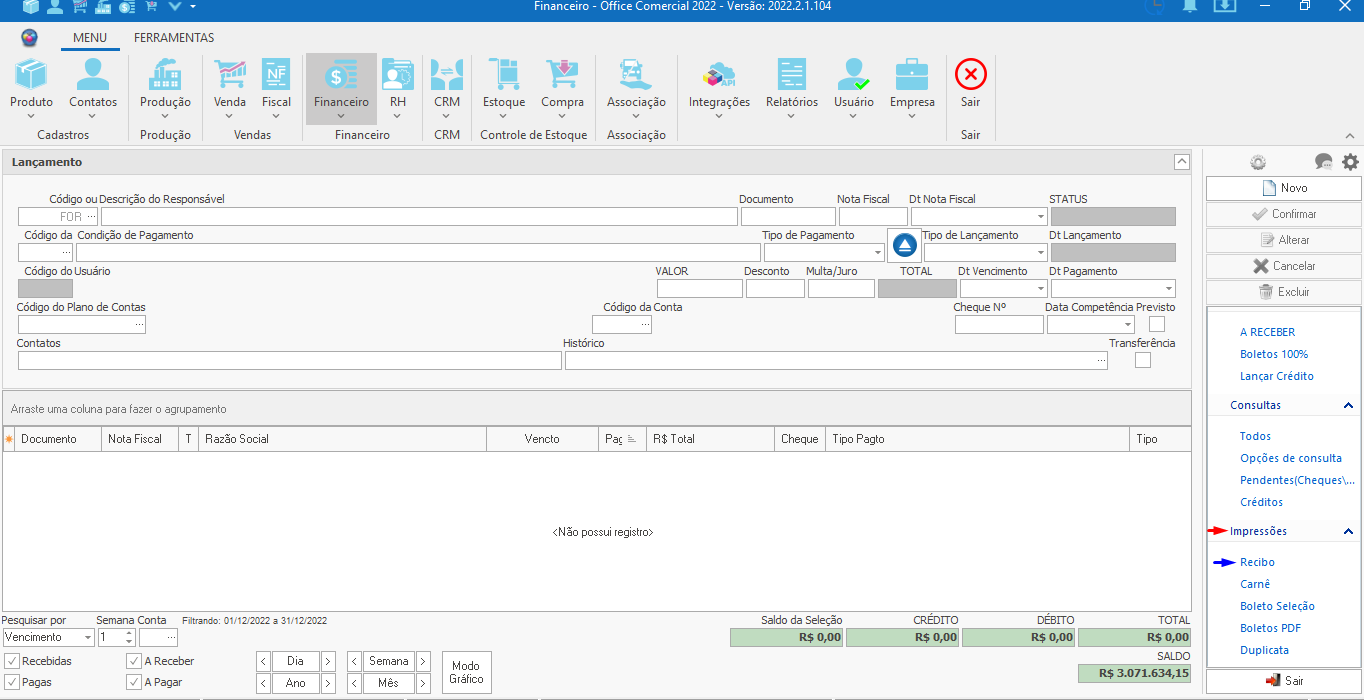 Financeiro - Office Comercial 2022 - Versão: 2022.2.1.104
MENU FERRAMENTAS
Produto Contatos Produção Venda Fiscal Financeiro RH CRM Estoque Compra Associação Integrações Relatórios Usuário Empresa Sair
Cadastros Produção Vendas Financeiro CRM Controle de Estoque Associação Sair
Lançamento
Código ou Descrição do Responsável Documento Nota Fiscal Dt Nota Fiscal STATUS
FOR ...
Código da Condição de Pagamento Tipo de Pagamento Tipo de Lançamento Dt Lançamento
Código do Usuário VALOR Desconto Multa/Juro TOTAL Dt Vencimento Dt Pagamento
Código do Plano de Contas Código da Conta Cheque Nº Data Competência Previsto
Contatos Histórico Transferência
Arraste uma coluna para fazer o agrupamento
Documento Nota Fiscal T Razão Social Vencto Pag R$ Total Cheque Tipo Pagto Tipo
<Não possui registro>
Pesquisar por Semana Conta Filtrando: 01/12/2022 a 31/12/2022
Vencimento 1 ...
Recebidas A Receber
Pagas A Pagar
< Dia > < Semana >
< Ano > < Mês >
Modo
Gráfico
Saldo da Seleção CRÉDITO DÉBITO TOTAL
R$ 0,00 R$ 0,00 R$ 0,00 R$ 0,00
SALDO
R$ 3.071.634,15
Novo
Confirmar
Alterar
Cancelar
Excluir
A RECEBER
Boletos 100%
Lançar Crédito
Consultas
Todos
Opções de consulta
Pendentes(Cheques\...
Créditos
Impressões
Recibo
Carnê
Boleto Seleção
Boletos PDF
Duplicata
Sair